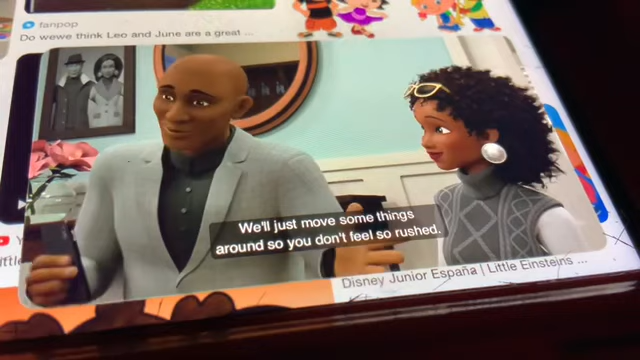 fanpop
Do wewe think Leo and June are a great ...
We'll just move some things
around so you don't feel so rushed.
Disney Junior España | Little Einsteins ...